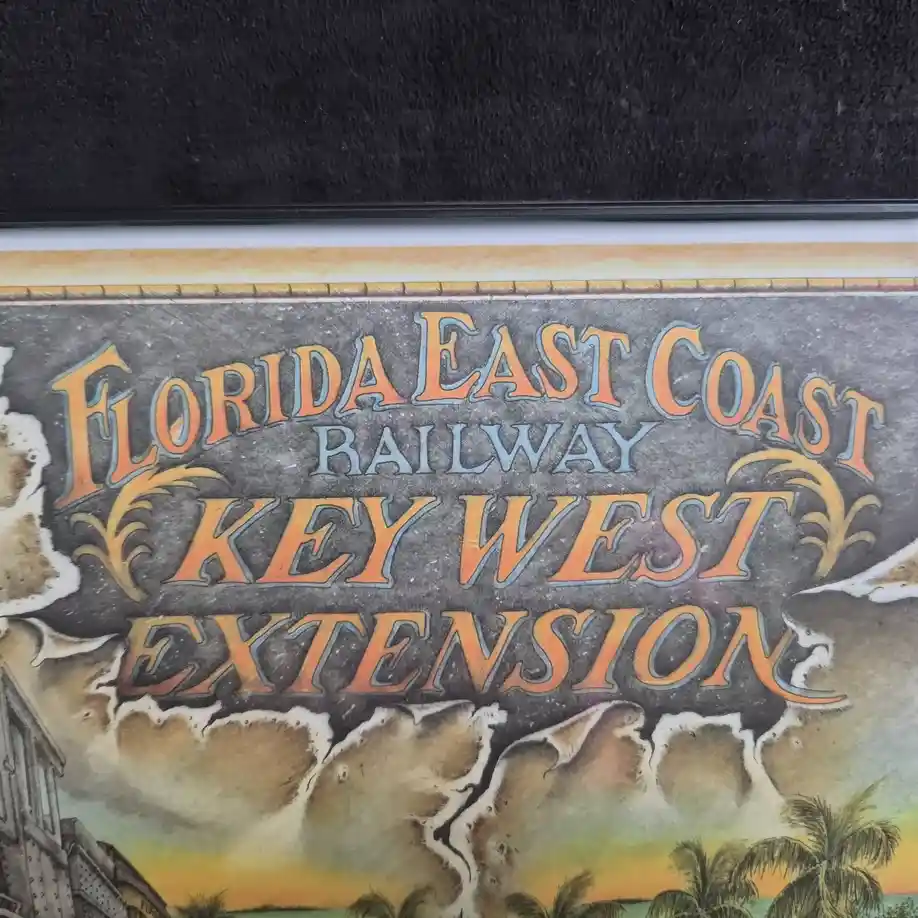 FLORIDA EAST COAST
RAILWAY
KEY WEST
EXTENSION